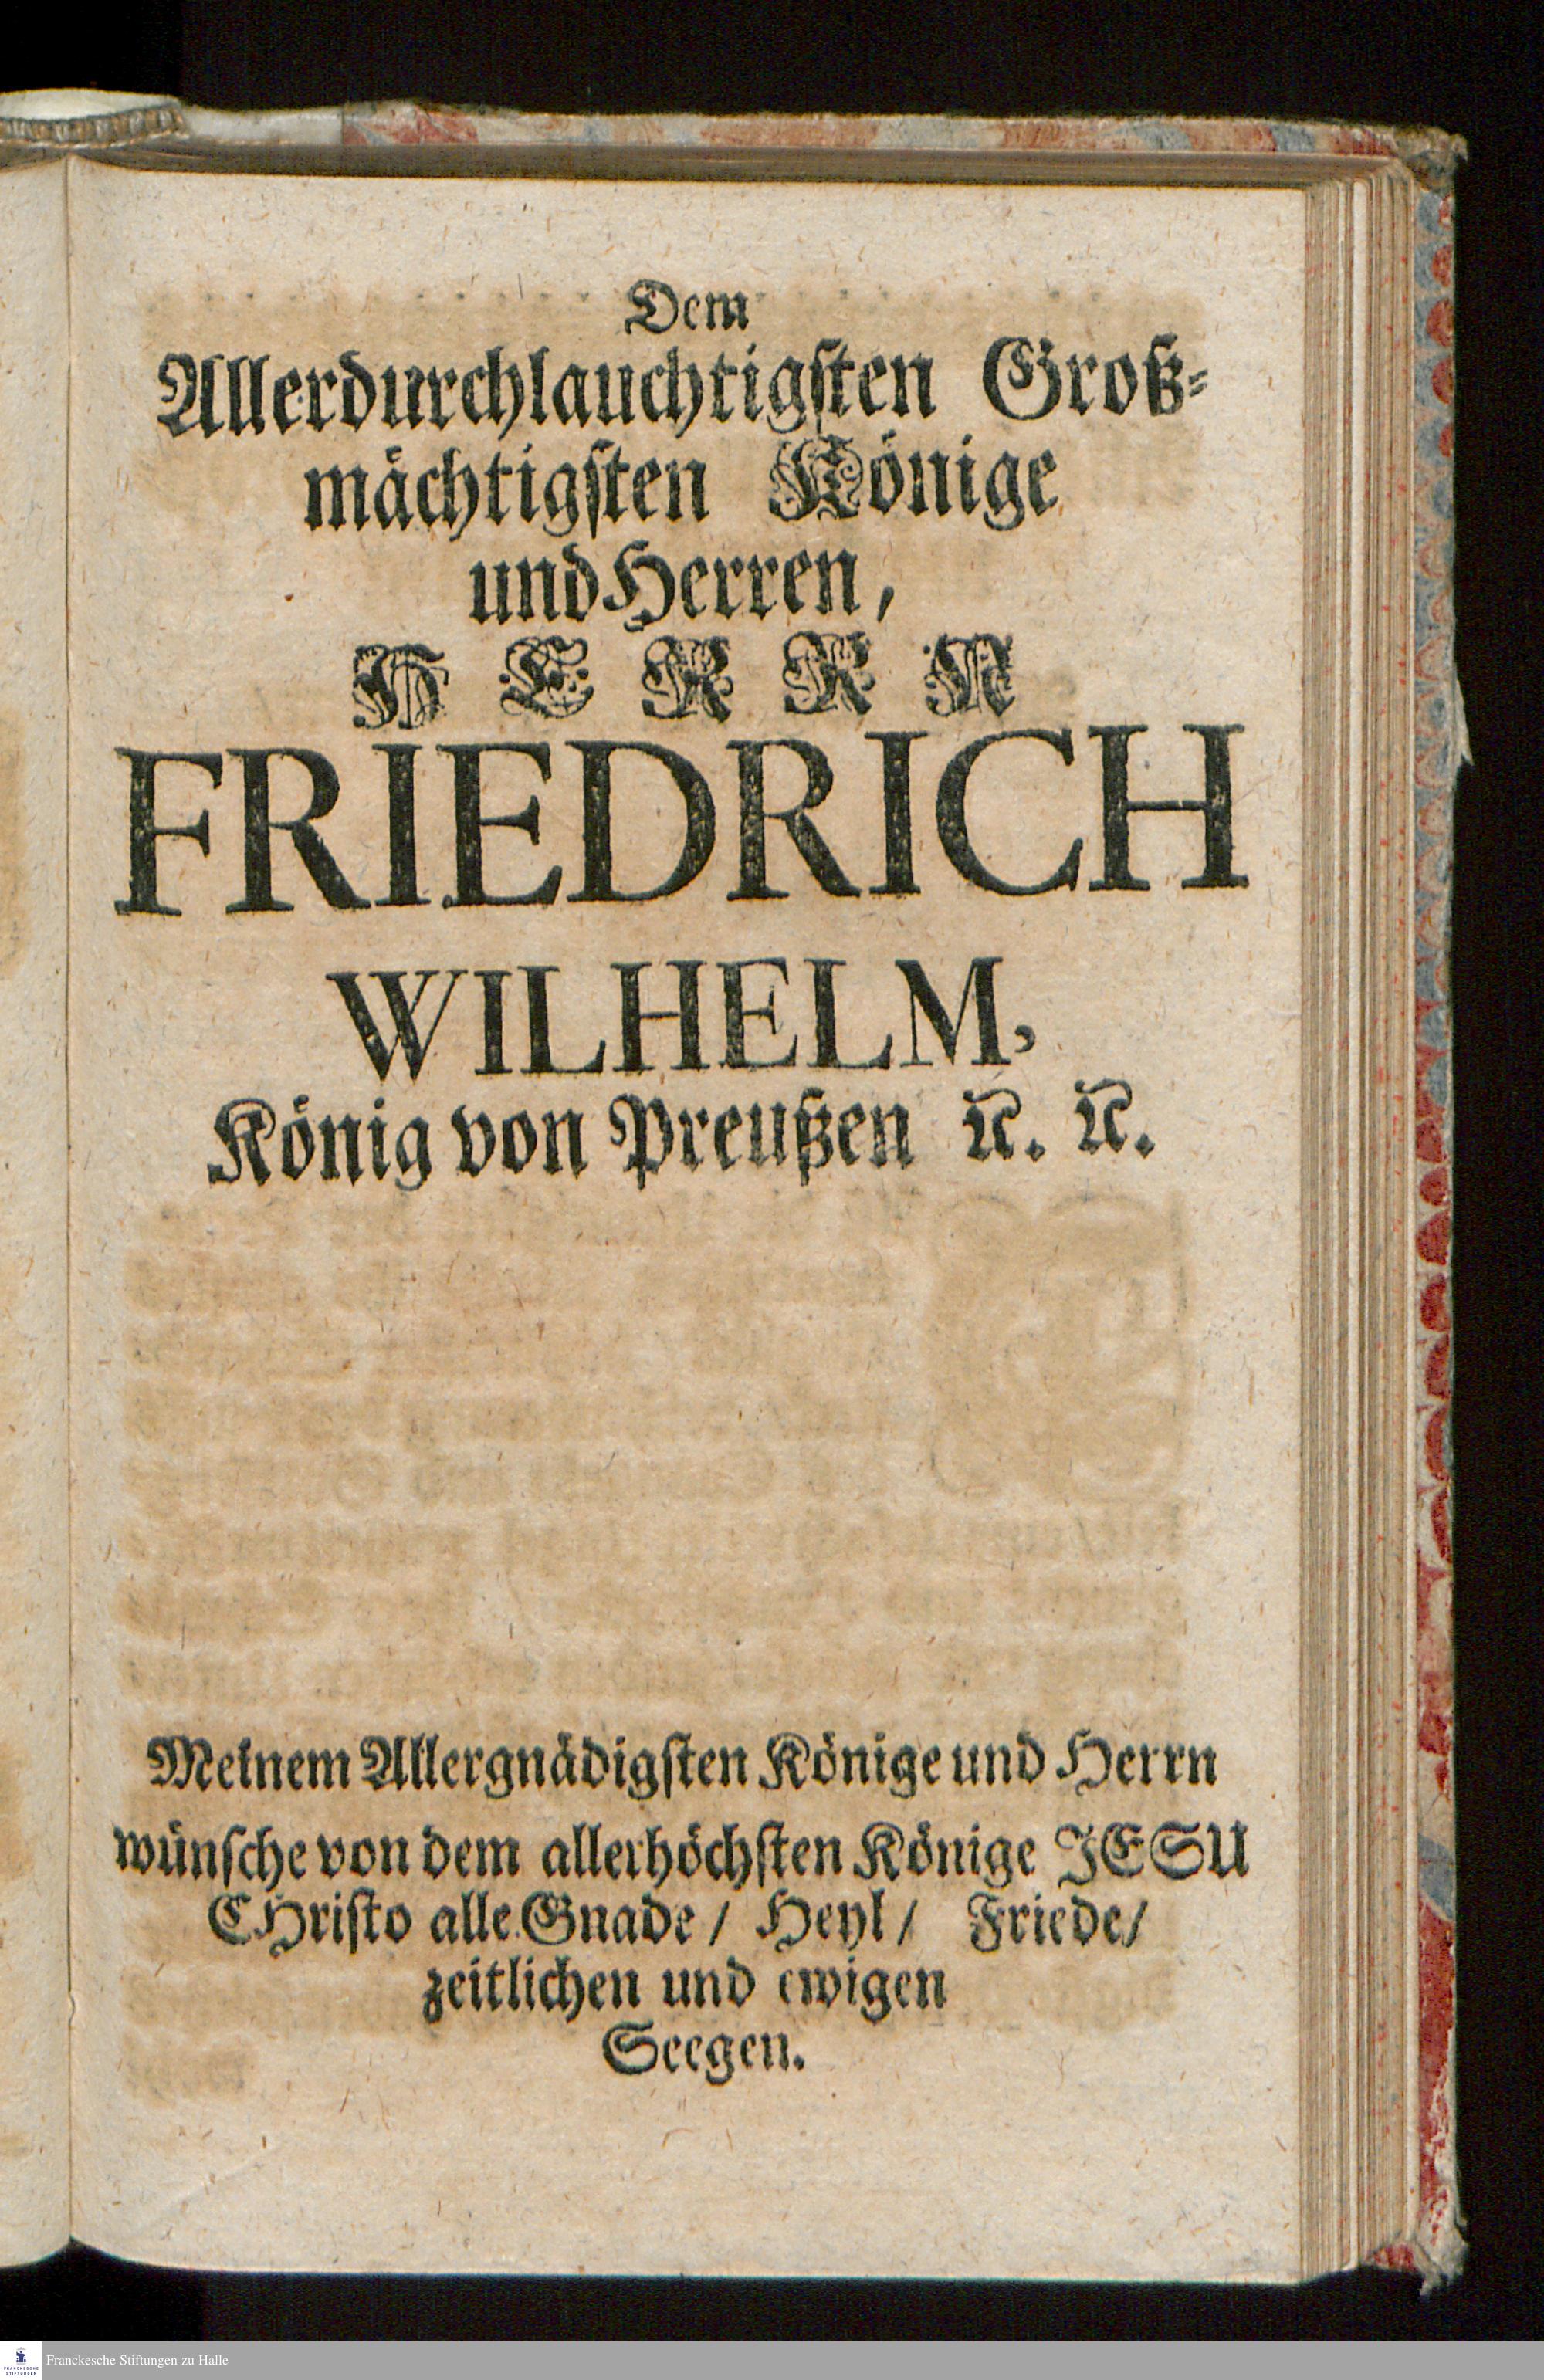 Dem
Allerdurchlauchtigsten Groß-
mächtigsten Könige
und Herren,
HERRN
FRIEDRICH
WILHELM,
König von Preußen ꝛc. ꝛc.
Meinem Allergnädigsten Könige und Herrn
wünsche von dem allerhöchsten Könige JESU
CHristo alle Gnade / Heyl / Friede/
zeitlichen und ewigen
Seegen.
FRANCKESCHE
STIFTUNGEN
Franckesche Stiftungen zu Halle